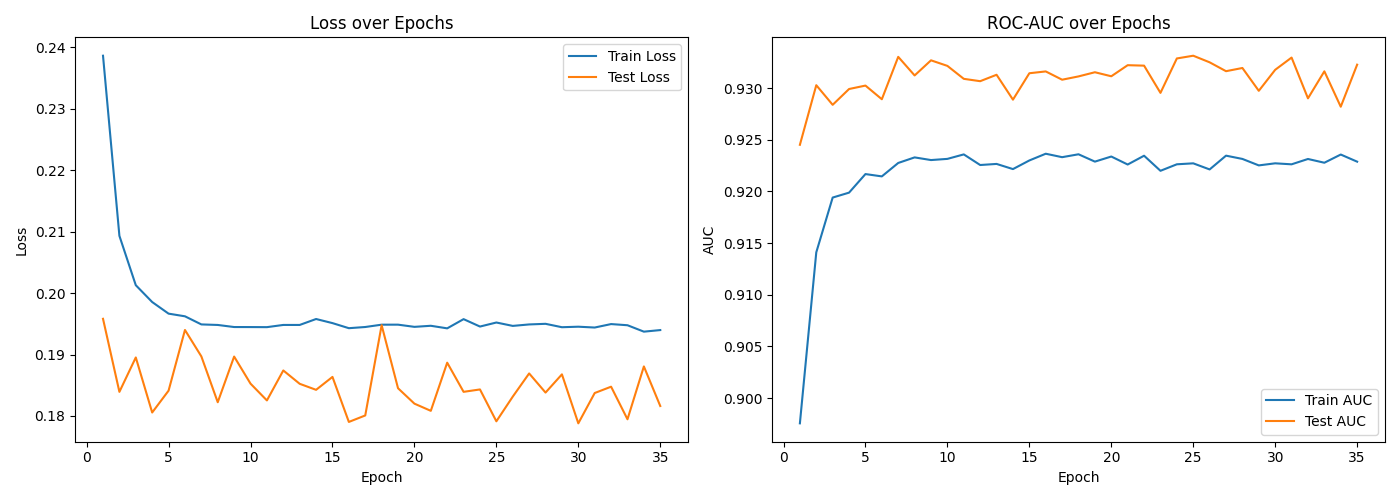 Loss over Epochs
0.24
0.23
0.22
0.21
0.20
0.19
0.18
Loss
Train Loss
Test Loss
0 5 10 15 20 25 30 35
Epoch
ROC-AUC over Epochs
0.930
0.925
0.920
0.915
0.910
0.905
0.900
AUC
Train AUC
Test AUC
0 5 10 15 20 25 30 35
Epoch